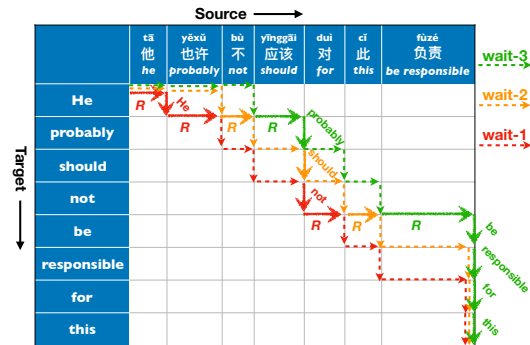 Source
tā yěxǔ bù yīnggāi duì cǐ fùzé
他 也许 不 应该 对 此 负责
he probably not should for this be responsible
wait-3
wait-2
wait-1
Target
He
probably
should
not
be
responsible
for
this
R He R R R probably
should
not
R R R be
responsible
for
this